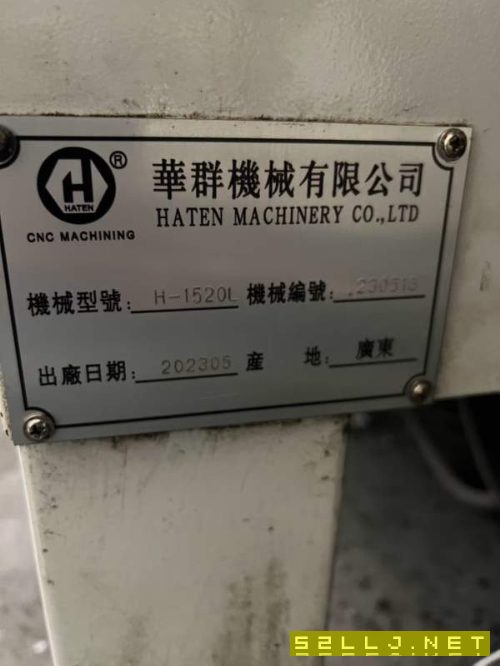 H ®
HATEN
CNC MACHINING
華群機械有限公司
HATEN MACHINERY CO.,LTD
機械型號: H-1520L 機械編號:
出廠日期: 202305 産 地: 廣東
52LLJ.NET